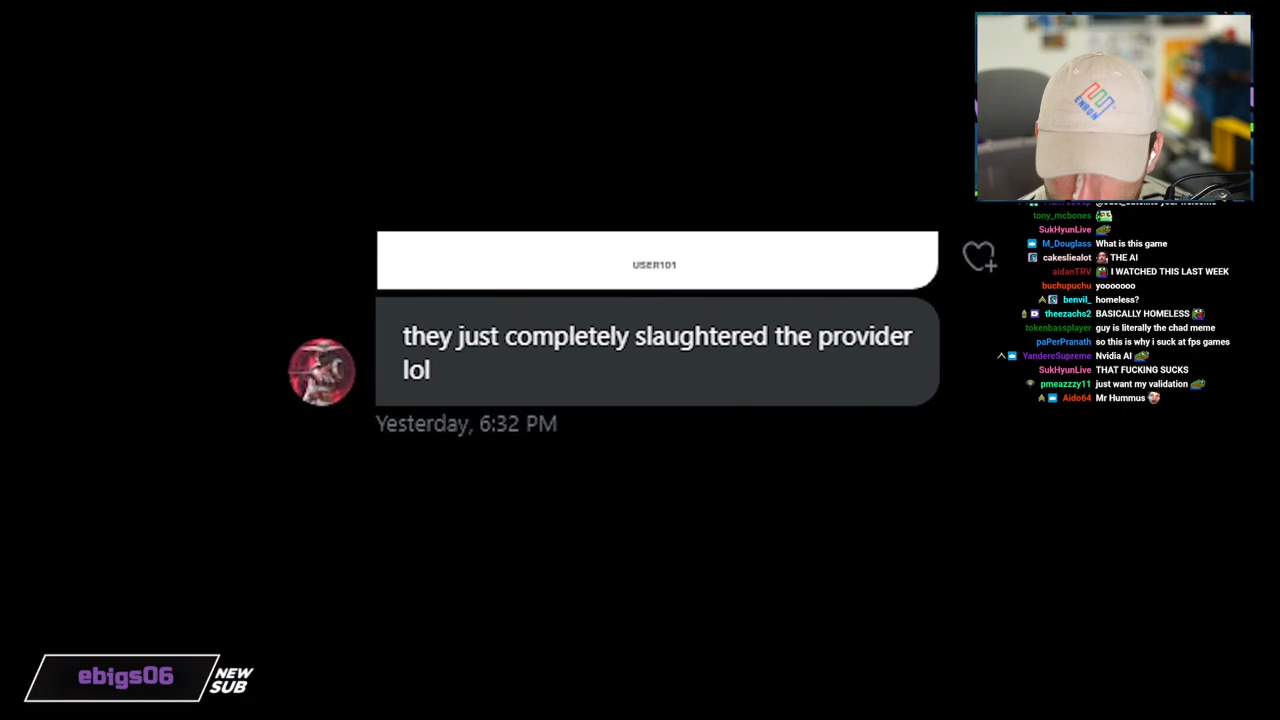 ENRON
USER101
they just completely slaughtered the provider
lol
Yesterday, 6:32 PM
tony_mcbones
SukHyunLive
M_Douglass What is this game
cakesliealot THE AI
aidanTRV I WATCHED THIS LAST WEEK
buchupuchu yooooooo
benvil_ homeless?
theezachs2 BASICALLY HOMELESS
tokenbassplayer guy is literally the chad meme
paPerPranath so this is why i suck at fps games
YandereSupreme Nvidia AI
SukHyunLive THAT FUCKING SUCKS
pmeazzzy11 just want my validation
Aido64 Mr Hummus
ebigs06 NEW
SUB